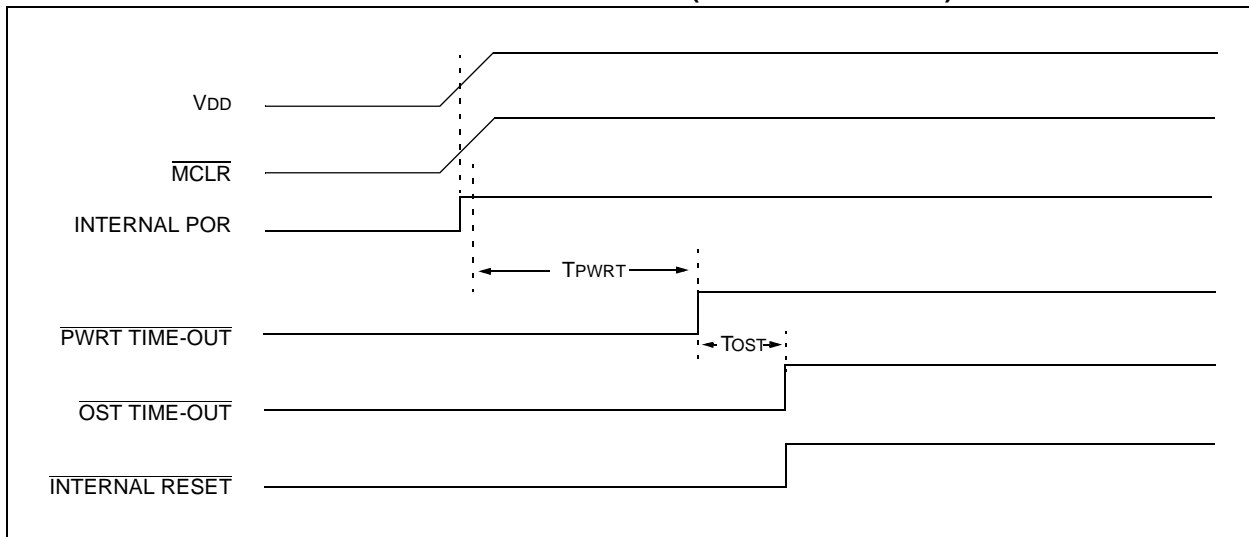 VDD
MCLR
INTERNAL POR
TPWRT
PWRT TIME-OUT
TOST
OST TIME-OUT
INTERNAL RESET